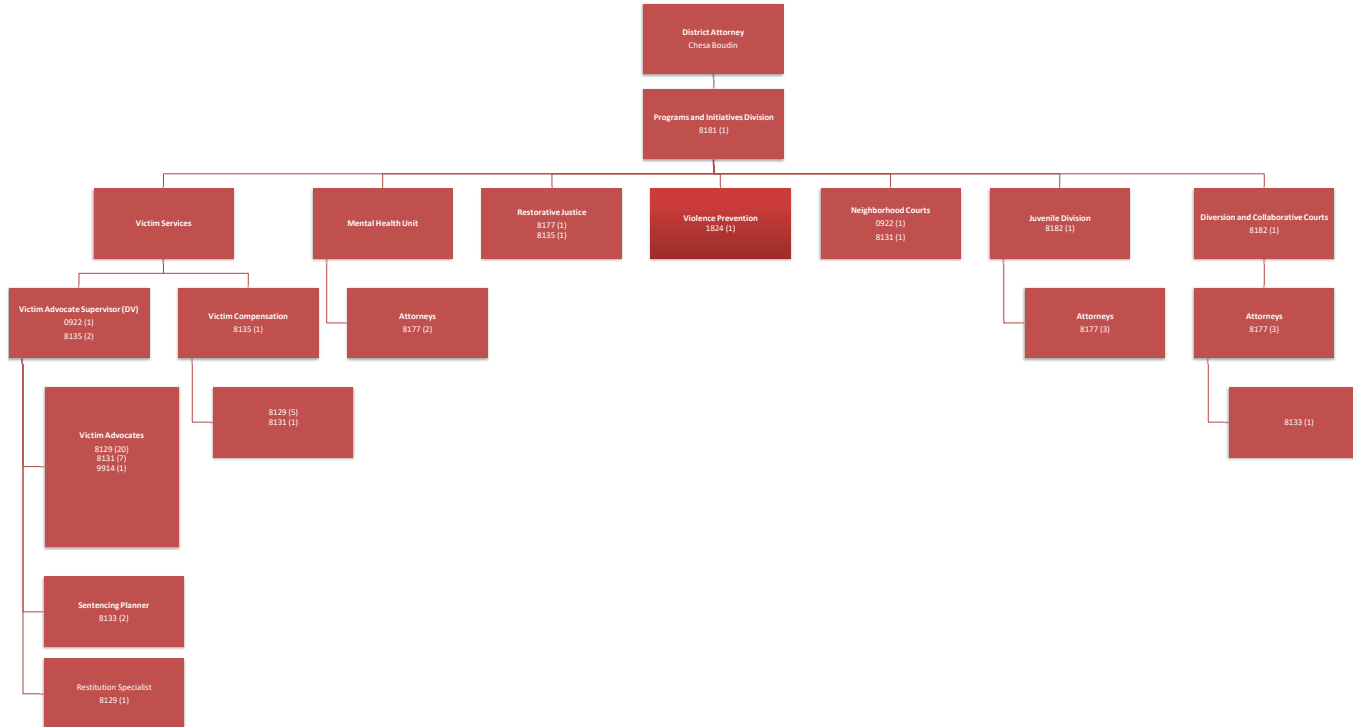 District Attorney
Chesa Boudin
Programs and Initiatives Division
8181 (1)
Victim Services
Mental Health Unit
Restorative Justice
8177 (1)
8135 (1)
Violence Prevention
1824 (1)
Neighborhood Courts
0922 (1)
8131 (1)
Juvenile Division
8182 (1)
Diversion and Collaborative Courts
8182 (1)
Victim Advocate Supervisor (DV)
0922 (1)
8135 (2)
Victim Compensation
8135 (1)
Attorneys
8177 (2)
Attorneys
8177 (3)
Attorneys
8177 (3)
Victim Advocates
8129 (20)
8131 (7)
9914 (1)
8129 (5)
8131 (1)
8133 (1)
Sentencing Planner
8133 (2)
Restitution Specialist
8129 (1)